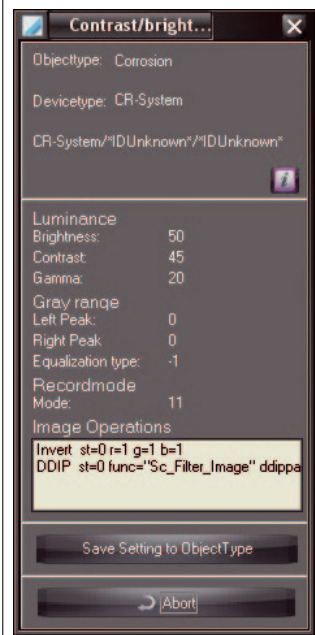 Contrast/bright...
Objecttype: Corrosion
Devicetype: CR-System
CR-System/*IDUnknown*/*IDUnknown*
i
Luminance
Brightness: 50
Contrast: 45
Gamma: 20
Gray range
Left Peak: 0
Right Peak 0
Equalization type: -1
Recordmode
Mode: 11
Image Operations
Invert st=0 r=1 g=1 b=1
DDIP st=0 func="Sc_Filter_Image" ddippa
Save Setting to ObjectType
Abort